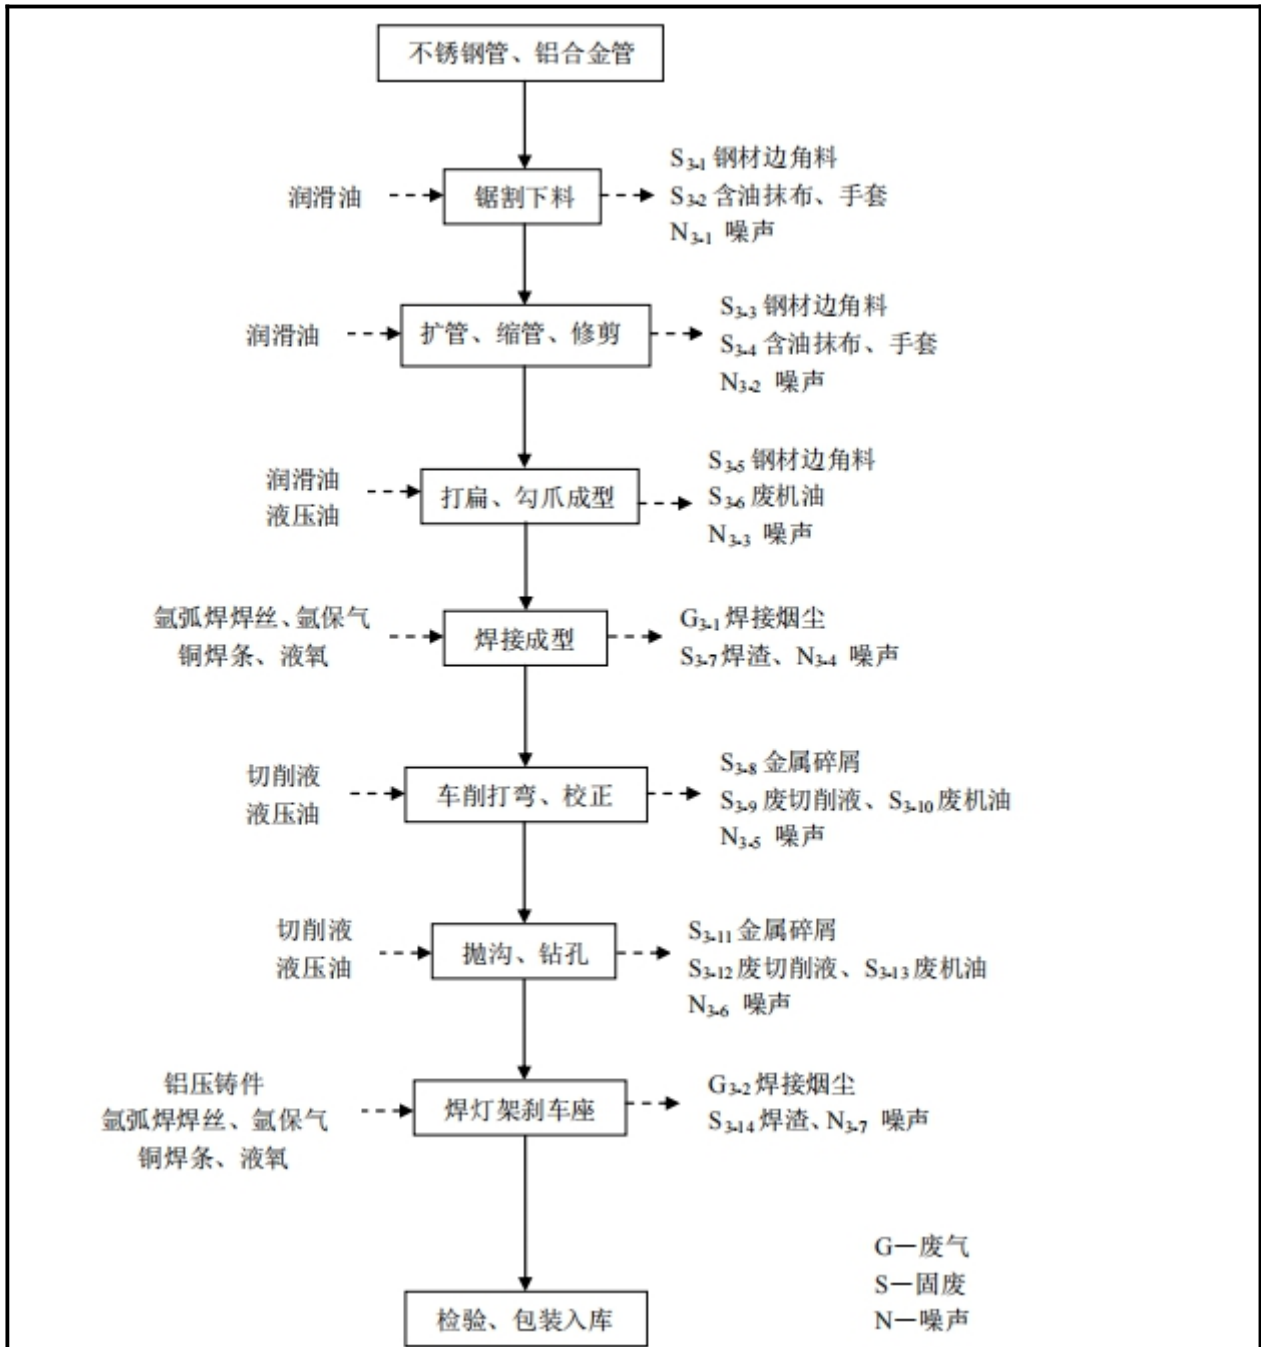 不锈钢管、铝合金管
润滑油
锯割下料
S3-1 钢材边角料
S3-2 含油抹布、手套
N3-1 噪声
润滑油
扩管、缩管、修剪
S3-3 钢材边角料
S3-4 含油抹布、手套
N3-2 噪声
润滑油
液压油
打扁、勾爪成型
S3-5 钢材边角料
S3-6 废机油
N3-3 噪声
氩弧焊焊丝、氩保气
铜焊条、液氧
焊接成型
G3-1 焊接烟尘
S3-7 焊渣、N3-4 噪声
切削液
液压油
车削打弯、校正
S3-8 金属碎屑
S3-9 废切削液、S3-10 废机油
N3-5 噪声
切削液
液压油
抛沟、钻孔
S3-11 金属碎屑
S3-12 废切削液、S3-13 废机油
N3-6 噪声
铝压铸件
氩弧焊焊丝、氩保气
铜焊条、液氧
焊灯架刹车座
G3-2 焊接烟尘
S3-14 焊渣、N3-7 噪声
检验、包装入库
G—废气
S—固废
N—噪声